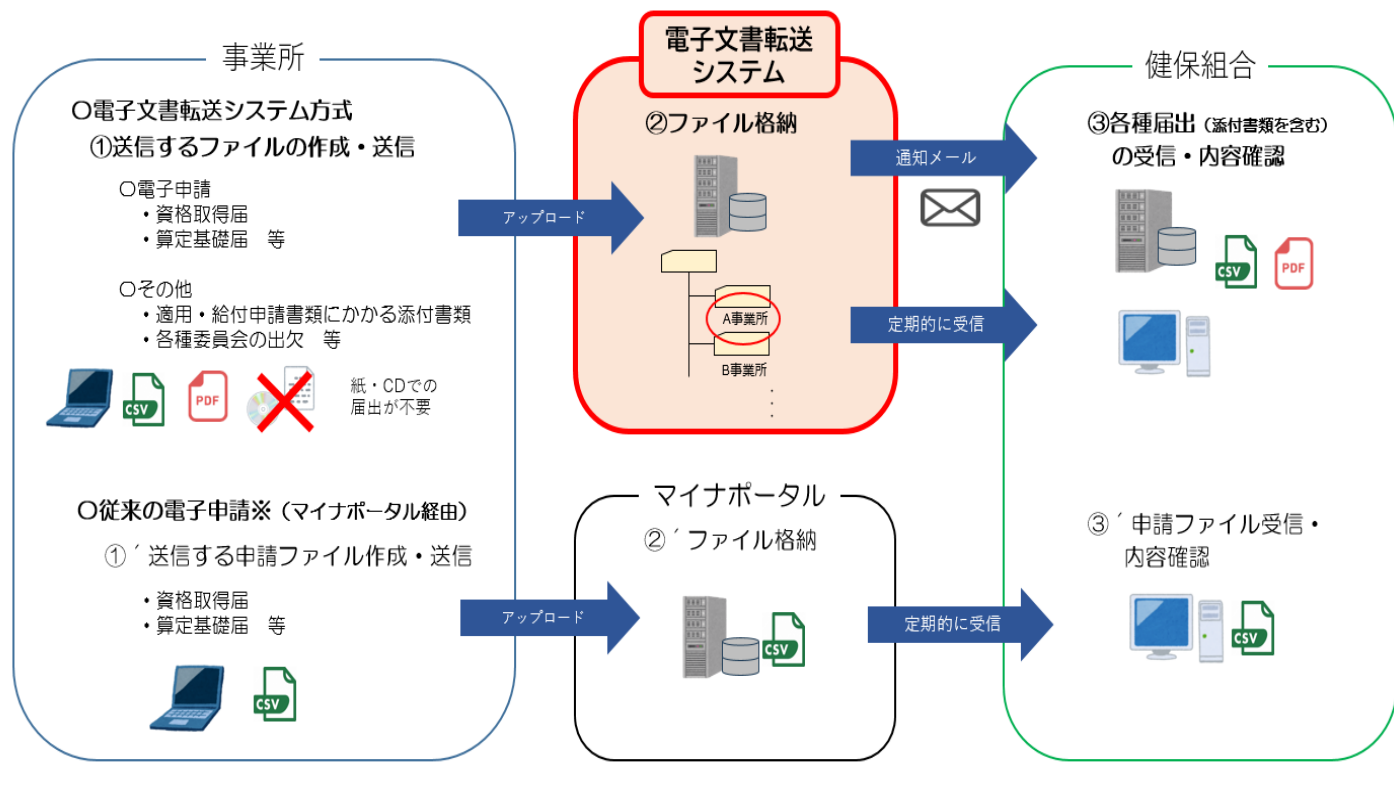 事業所
〇電子文書転送システム方式
①送信するファイルの作成・送信
〇電子申請
・資格取得届
・算定基礎届 等
〇その他
・適用・給付申請書類にかかる添付書類
・各種委員会の出欠 等
CSV
PDF
紙・CDでの
届出が不要
〇従来の電子申請※（マイナポータル経由）
①´送信する申請ファイル作成・送信
・資格取得届
・算定基礎届 等
CSV
アップロード
アップロード
電子文書転送
システム
②ファイル格納
A事業所
B事業所
・・・
マイナポータル
②´ファイル格納
CSV
通知メール
定期的に受信
定期的に受信
健保組合
③各種届出（添付書類を含む）
の受信・内容確認
CSV
PDF
③´申請ファイル受信・
内容確認
CSV